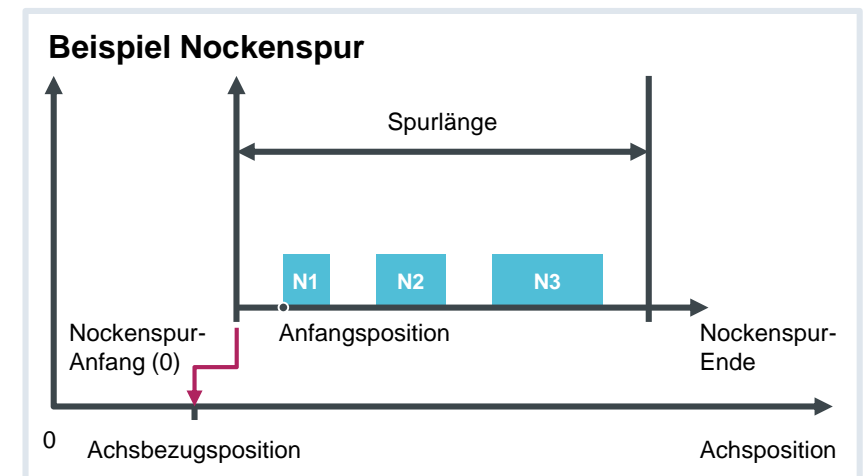 Beispiel Nockenspur
Spurlänge
N1
N2
N3
Nockenspur-
Anfang (0)
Anfangsposition
Nockenspur-
Ende
0
Achsbezugsposition
Achsposition